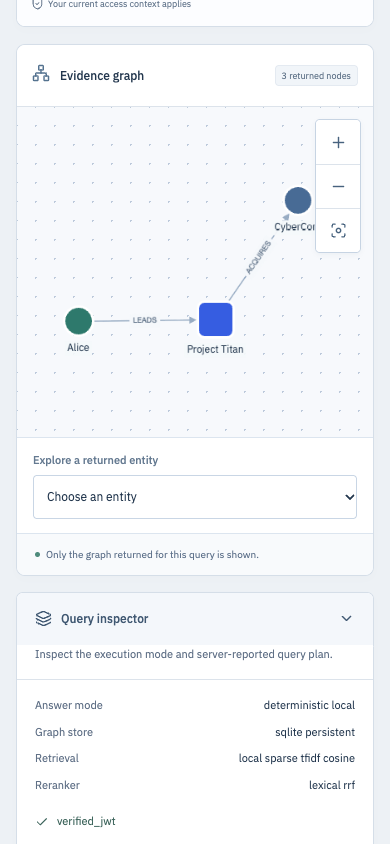 Your current access context applies
Evidence graph
3 returned nodes
ACQUIRES
LEADS
Alice
Project Titan
Explore a returned entity
Choose an entity
Only the graph returned for this query is shown.
Query inspector
Inspect the execution mode and server-reported query plan.
Answer mode
deterministic local
Graph store
sqlite persistent
Retrieval
local sparse tfidf cosine
Reranker
lexical rrf
verified_jwt